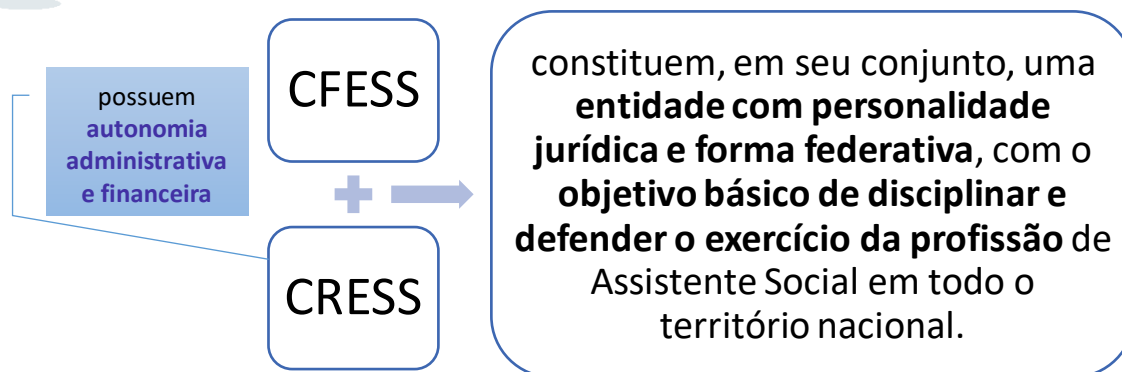 possuem
autonomia
administrativa
e financeira
CFESS
CRESS
constituem, em seu conjunto, uma
entidade com personalidade
jurídica e forma federativa, com o
objetivo básico de disciplinar e
defender o exercício da profissão de
Assistente Social em todo o
território nacional.